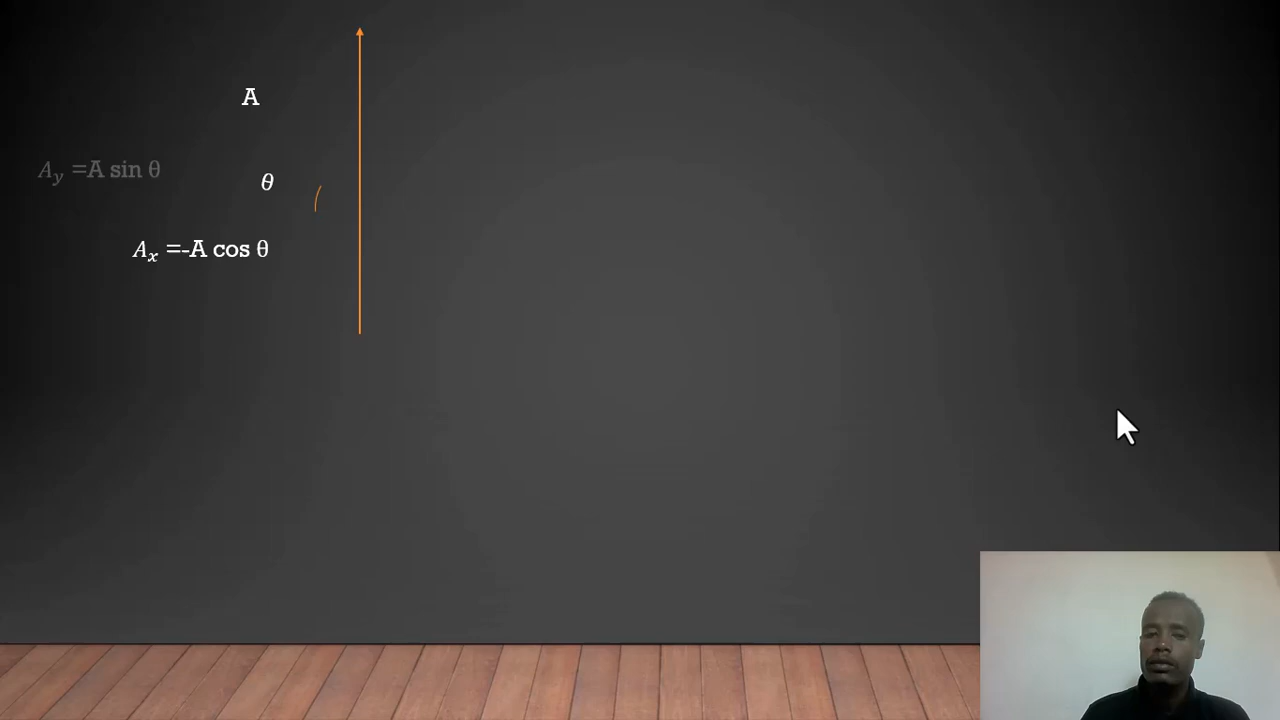 A
A_y =A sin θ
θ
A_x =-A cos θ